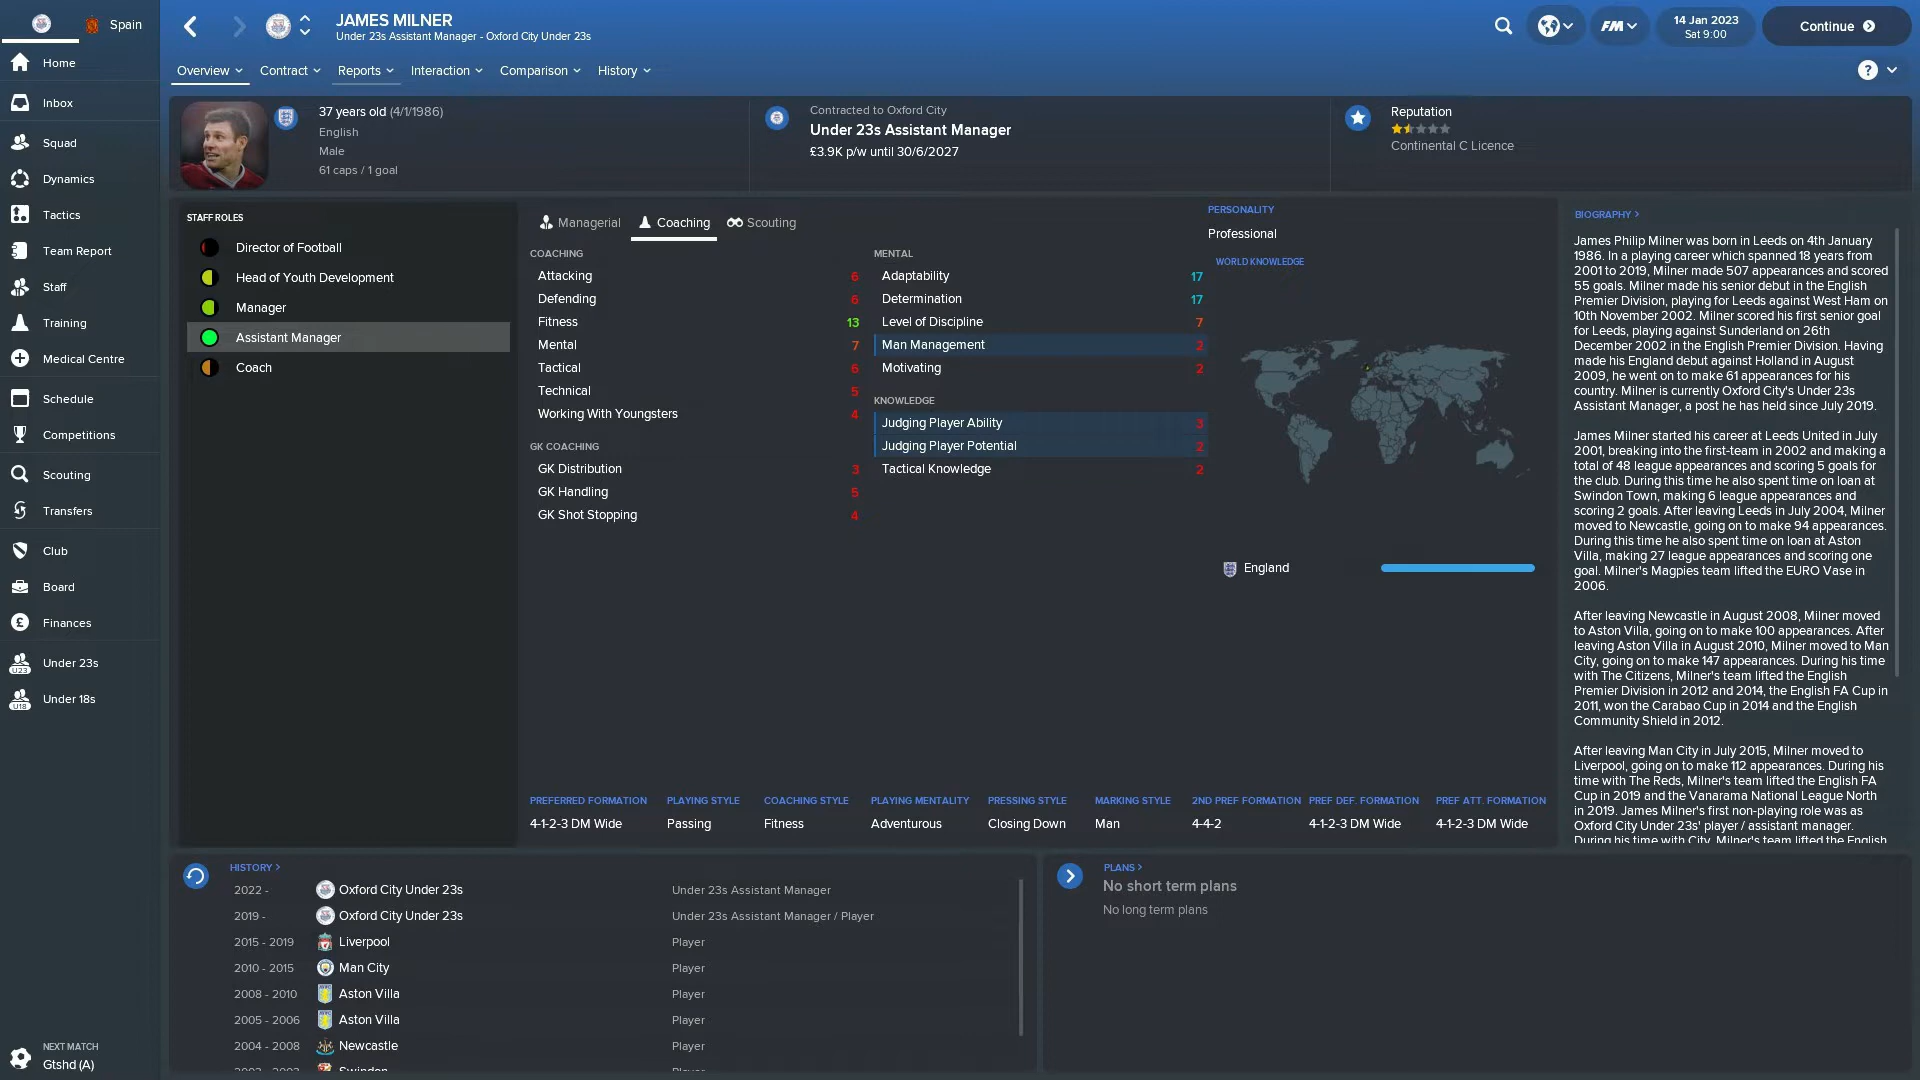 Spain
Home
Inbox
Squad
Dynamics
Tactics
Team Report
Staff
Training
Medical Centre
Schedule
Competitions
Scouting
Transfers
Club
Board
Finances
U23 Under 23s
U18 Under 18s
NEXT MATCH
Gtshd (A)
JAMES MILNER
Under 23s Assistant Manager - Oxford City Under 23s
FM
14 Jan 2023
Sat 9:00
Continue
Overview Contract Reports Interaction Comparison History
?
37 years old (4/1/1986)
English
Male
61 caps / 1 goal
Contracted to Oxford City
Under 23s Assistant Manager
£3.9K p/w until 30/6/2027
Reputation
Continental C Licence
STAFF ROLES
Director of Football
Head of Youth Development
Manager
Assistant Manager
Coach
Managerial Coaching Scouting
COACHING
Attacking 6
Defending 6
Fitness 13
Mental 7
Tactical 6
Technical 5
Working With Youngsters 4
GK COACHING
GK Distribution 3
GK Handling 5
GK Shot Stopping 4
MENTAL
Adaptability 17
Determination 17
Level of Discipline 7
Man Management 2
Motivating 2
KNOWLEDGE
Judging Player Ability 3
Judging Player Potential 2
Tactical Knowledge 2
PERSONALITY
Professional
WORLD KNOWLEDGE
England
PREFERRED FORMATION PLAYING STYLE COACHING STYLE PLAYING MENTALITY PRESSING STYLE MARKING STYLE 2ND PREF FORMATION PREF DEF. FORMATION PREF ATT. FORMATION
4-1-2-3 DM Wide Passing Fitness Adventurous Closing Down Man 4-4-2 4-1-2-3 DM Wide 4-1-2-3 DM Wide
BIOGRAPHY >
James Philip Milner was born in Leeds on 4th January
1986. In a playing career which spanned 18 years from
2001 to 2019, Milner made 507 appearances and scored
55 goals. Milner made his senior debut in the English
Premier Division, playing for Leeds against West Ham on
10th November 2002. Milner scored his first senior goal
for Leeds, playing against Sunderland on 26th
December 2002 in the English Premier Division. Having
made his England debut against Holland in August
2009, he went on to make 61 appearances for his
country. Milner is currently Oxford City's Under 23s
Assistant Manager, a post he has held since July 2019.
James Milner started his career at Leeds United in July
2001, breaking into the first-team in 2002 and making a
total of 48 league appearances and scoring 5 goals for
the club. During this time he also spent time on loan at
Swindon Town, making 6 league appearances and
scoring 2 goals. After leaving Leeds in July 2004, Milner
moved to Newcastle, going on to make 94 appearances.
During this time he also spent time on loan at Aston
Villa, making 27 league appearances and scoring one
goal. Milner's Magpies team lifted the EURO Vase in
2006.
After leaving Newcastle in August 2008, Milner moved
to Aston Villa, going on to make 100 appearances. After
leaving Aston Villa in August 2010, Milner moved to Man
City, going on to make 147 appearances. During his time
with The Citizens, Milner's team lifted the English
Premier Division in 2012 and 2014, the English FA Cup in
2011, won the Carabao Cup in 2014 and the English
Community Shield in 2012.
After leaving Man City in July 2015, Milner moved to
Liverpool, going on to make 112 appearances. During his
time with The Reds, Milner's team lifted the English FA
Cup in 2019 and the Vanarama National League North
in 2019. James Milner's first non-playing role was as
Oxford City Under 23s' player / assistant manager.
During his time with City, Milner's team lifted the English
HISTORY >
2022 - Oxford City Under 23s Under 23s Assistant Manager
2019 - Oxford City Under 23s Under 23s Assistant Manager / Player
2015 - 2019 Liverpool Player
2010 - 2015 Man City Player
2008 - 2010 Aston Villa Player
2005 - 2006 Aston Villa Player
2004 - 2008 Newcastle Player
Swindon Player
PLANS >
No short term plans
No long term plans